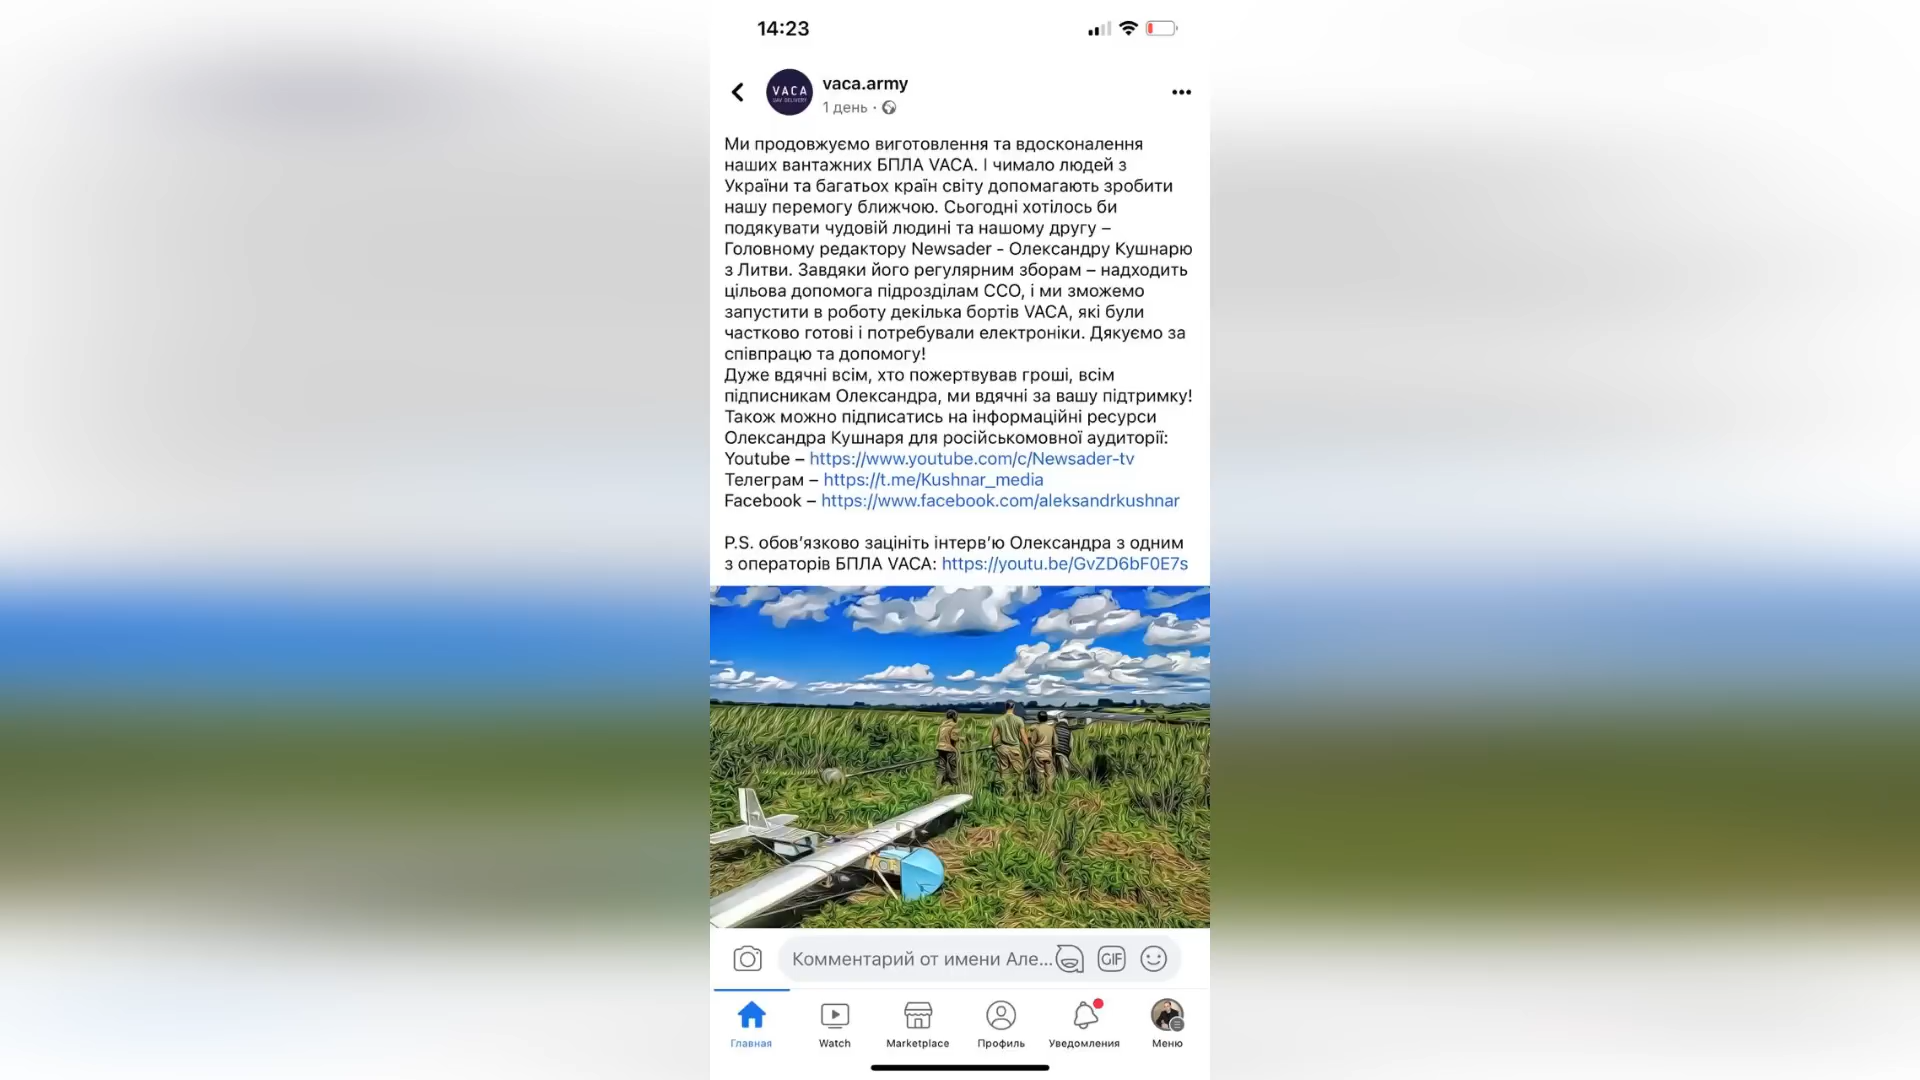 14:23
VACA
UAV DELIVERY
vaca.army
1 день ·
Ми продовжуємо виготовлення та вдосконалення
наших вантажних БПЛА VACA. І чимало людей з
України та багатьох країн світу допомагають зробити
нашу перемогу ближчою. Сьогодні хотілось би
подякувати чудовій людині та нашому другу –
Головному редактору Newsader - Олександру Кушнарю
з Литви. Завдяки його регулярним зборам – надходить
цільова допомога підрозділам ССО, і ми зможемо
запустити в роботу декілька бортів VACA, які були
частково готові і потребували електроніки. Дякуємо за
співпрацю та допомогу!
Дуже вдячні всім, хто пожертвував гроші, всім
підписникам Олександра, ми вдячні за вашу підтримку!
Також можно підписатись на інформаційні ресурси
Олександра Кушнаря для російськомовної аудиторії:
Youtube – https://www.youtube.com/c/Newsader-tv
Телеграм – https://t.me/Kushnar_media
Facebook – https://www.facebook.com/aleksandrkushnar
P.S. обов’язково зацініть інтерв’ю Олександра з одним
з операторів БПЛА VACA: https://youtu.be/GvZD6bF0E7s
Комментарий от имени Але...
GIF
Главная
Watch
Marketplace
Профиль
Уведомления
Меню